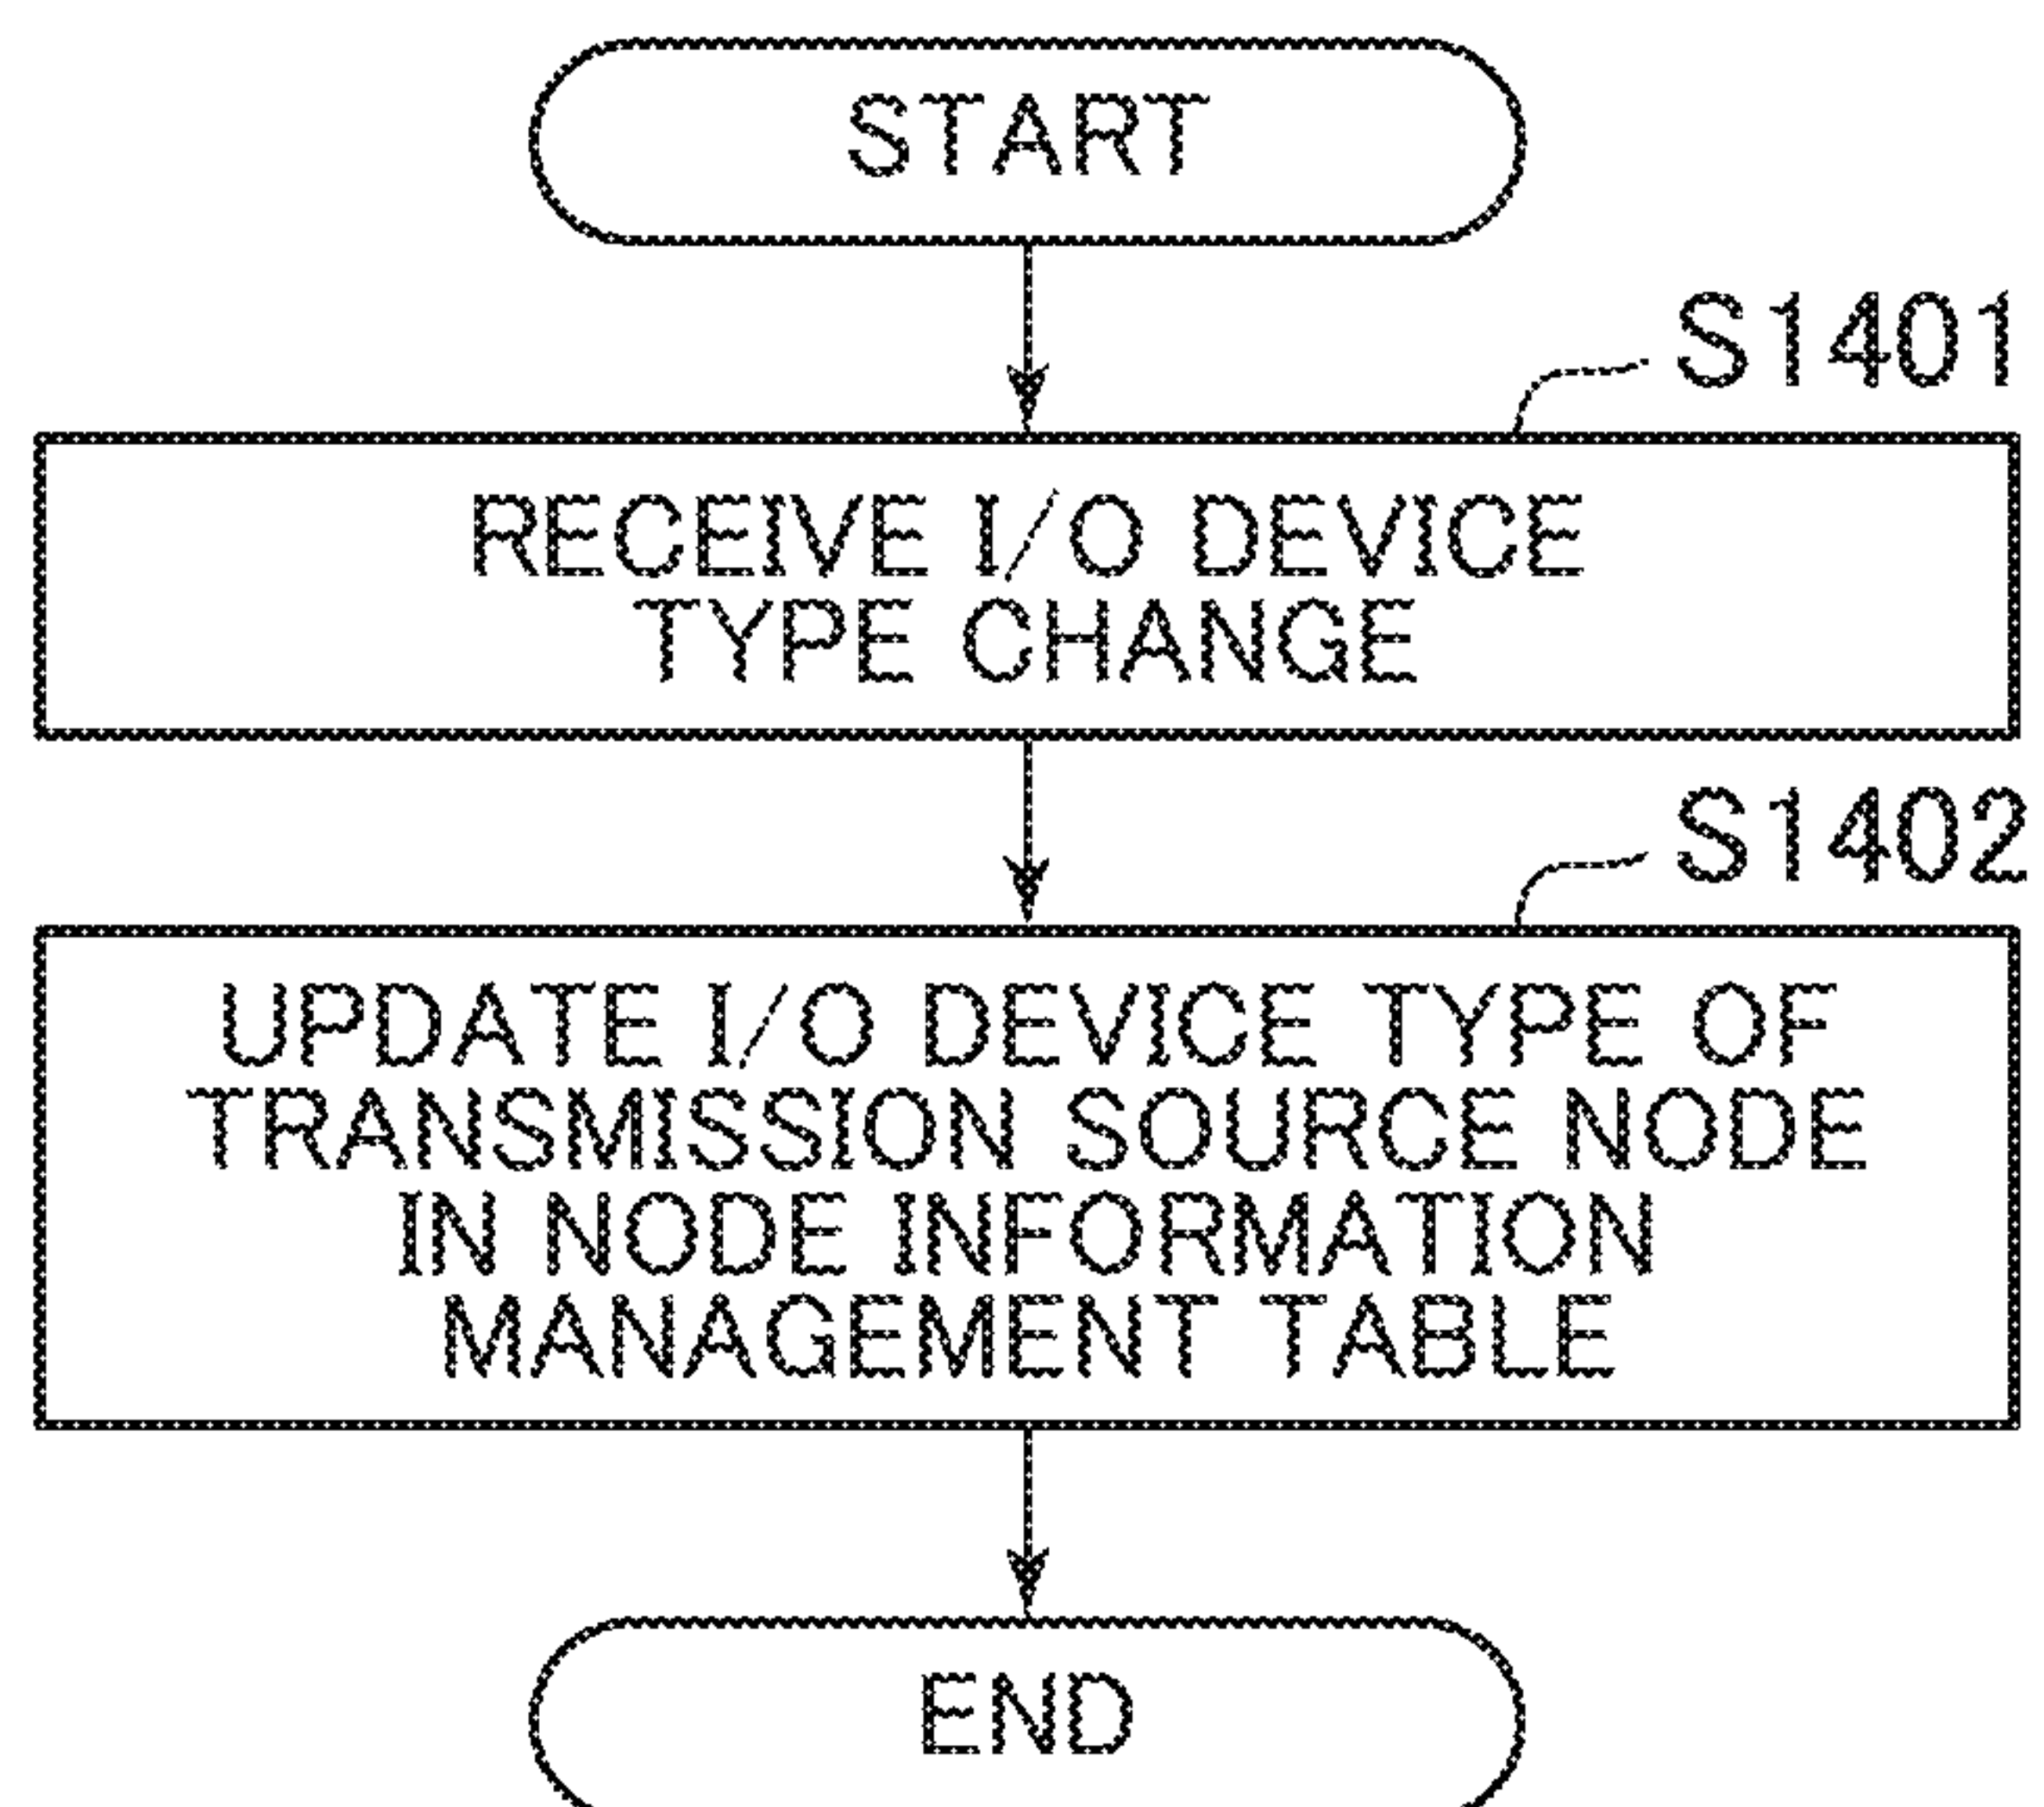 START
S1401
RECEIVE I/O DEVICE
TYPE CHANGE
S1402
UPDATE I/O DEVICE TYPE OF
TRANSMISSION SOURCE NODE
IN NODE INFORMATION
MANAGEMENT TABLE
END